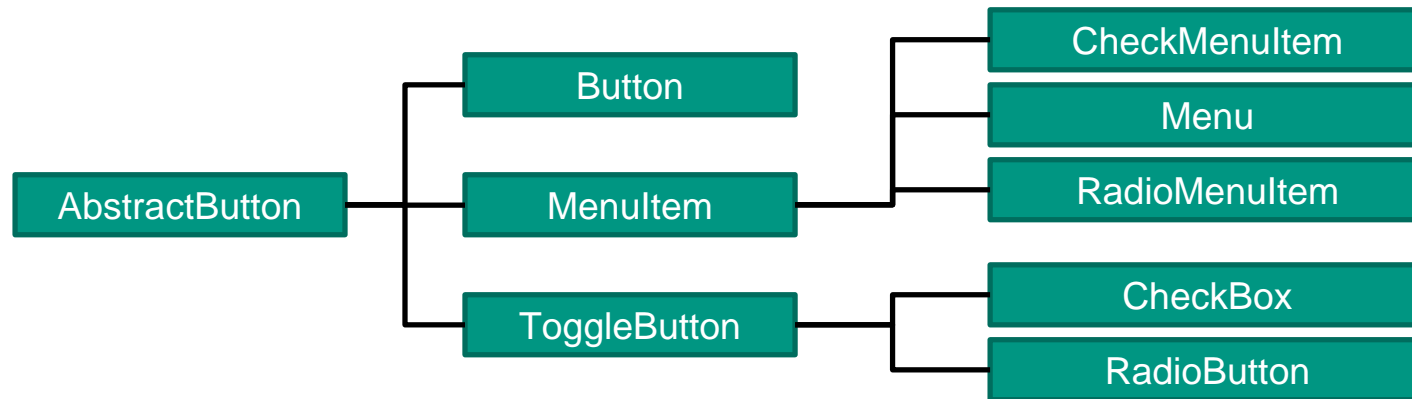 CheckMenuItem
Button
Menu
AbstractButton
MenuItem
RadioMenuItem
ToggleButton
CheckBox
RadioButton